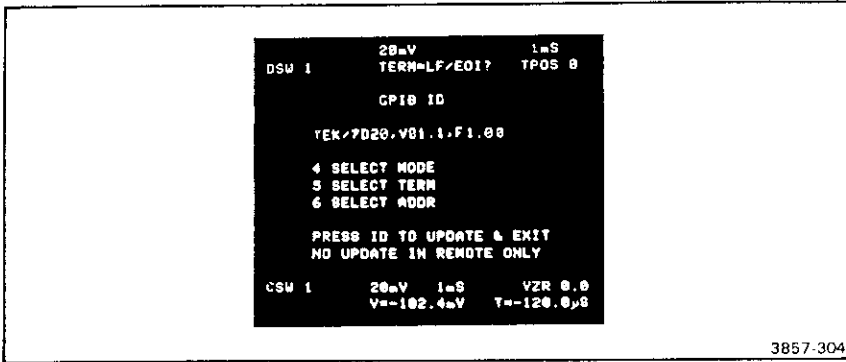 20mV 1mS
DSW 1 TERM=LF/EOI? TPOS 0
GPIB ID
TEK/7D20,V81.1,F1.00
4 SELECT MODE
5 SELECT TERM
6 SELECT ADDR
PRESS ID TO UPDATE & EXIT
NO UPDATE IN REMOTE ONLY
CSW 1 20mV 1mS VZR 0.0
V=-102.4mV T=-120.0µS
3857-304